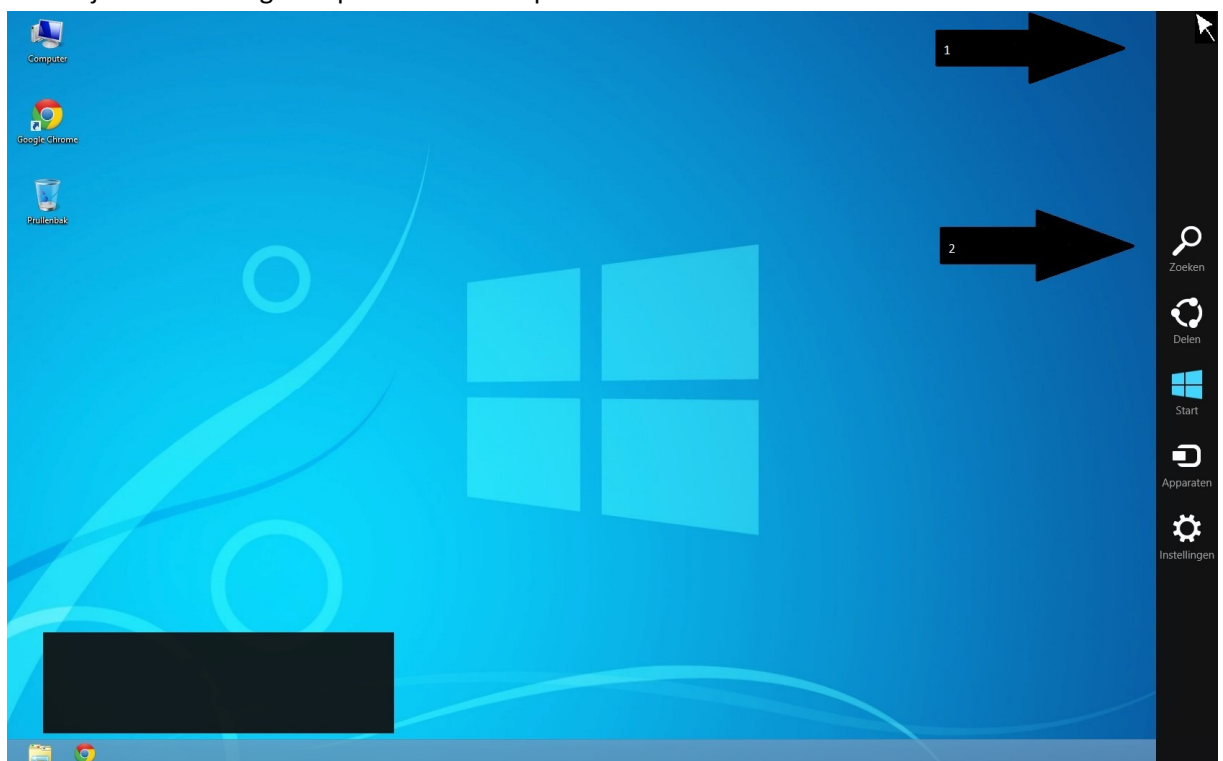 1
Computer
Google Chrome
Prullenbak
2
Zoeken
Delen
Start
Apparaten
Instellingen